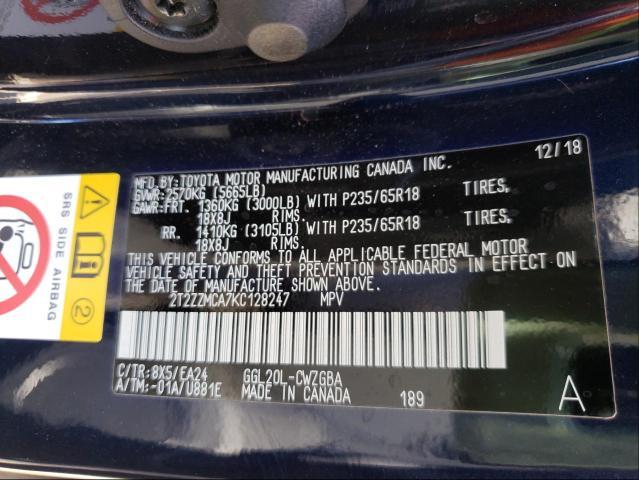 MFD.BY:TOYOTA MOTOR MANUFACTURING CANADA INC. 12/18
GVWR:2570KG (5665LB)
GAWR:FRT. 1360KG (3000LB) WITH P235/65R18 TIRES.
18X8J RIMS.
RR. 1410KG (3105LB) WITH P235/65R18 TIRES.
18X8J RIMS.
THIS VEHICLE CONFORMS TO ALL APPLICABLE FEDERAL MOTOR
VEHICLE SAFETY AND THEFT PREVENTION STANDARDS IN EFFECT ON
THE DATE OF MANUFACTURE SHOWN ABOVE.
2T2ZZMCA7KC128247 MPV
C/TR:8X5/EA24 GGL20L-CWZGBA
A/TM:-01A/U881E MADE IN CANADA 189 A
SRS SIDE AIRBAG
2